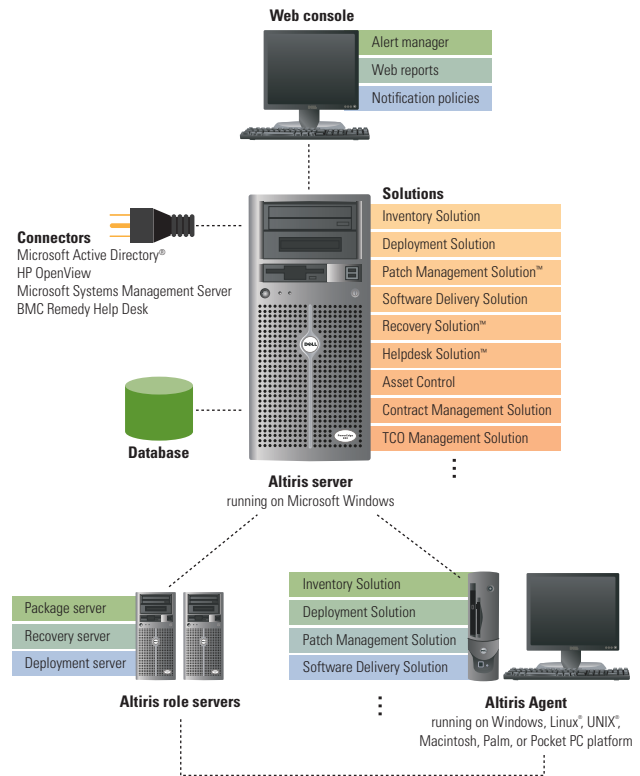 Web console
Alert manager
Web reports
Notification policies
Solutions
Inventory Solution
Deployment Solution
Patch Management Solution™
Software Delivery Solution
Recovery Solution™
Helpdesk Solution™
Asset Control
Contract Management Solution
TCO Management Solution
Connectors
Microsoft Active Directory®
HP OpenView
Microsoft Systems Management Server
BMC Remedy Help Desk
DELL
Database
Altiris server
running on Microsoft Windows
Package server
Recovery server
Deployment server
Altiris role servers
Inventory Solution
Deployment Solution
Patch Management Solution
Software Delivery Solution
Altiris Agent
running on Windows, Linux®, UNIX®,
Macintosh, Palm, or Pocket PC platform